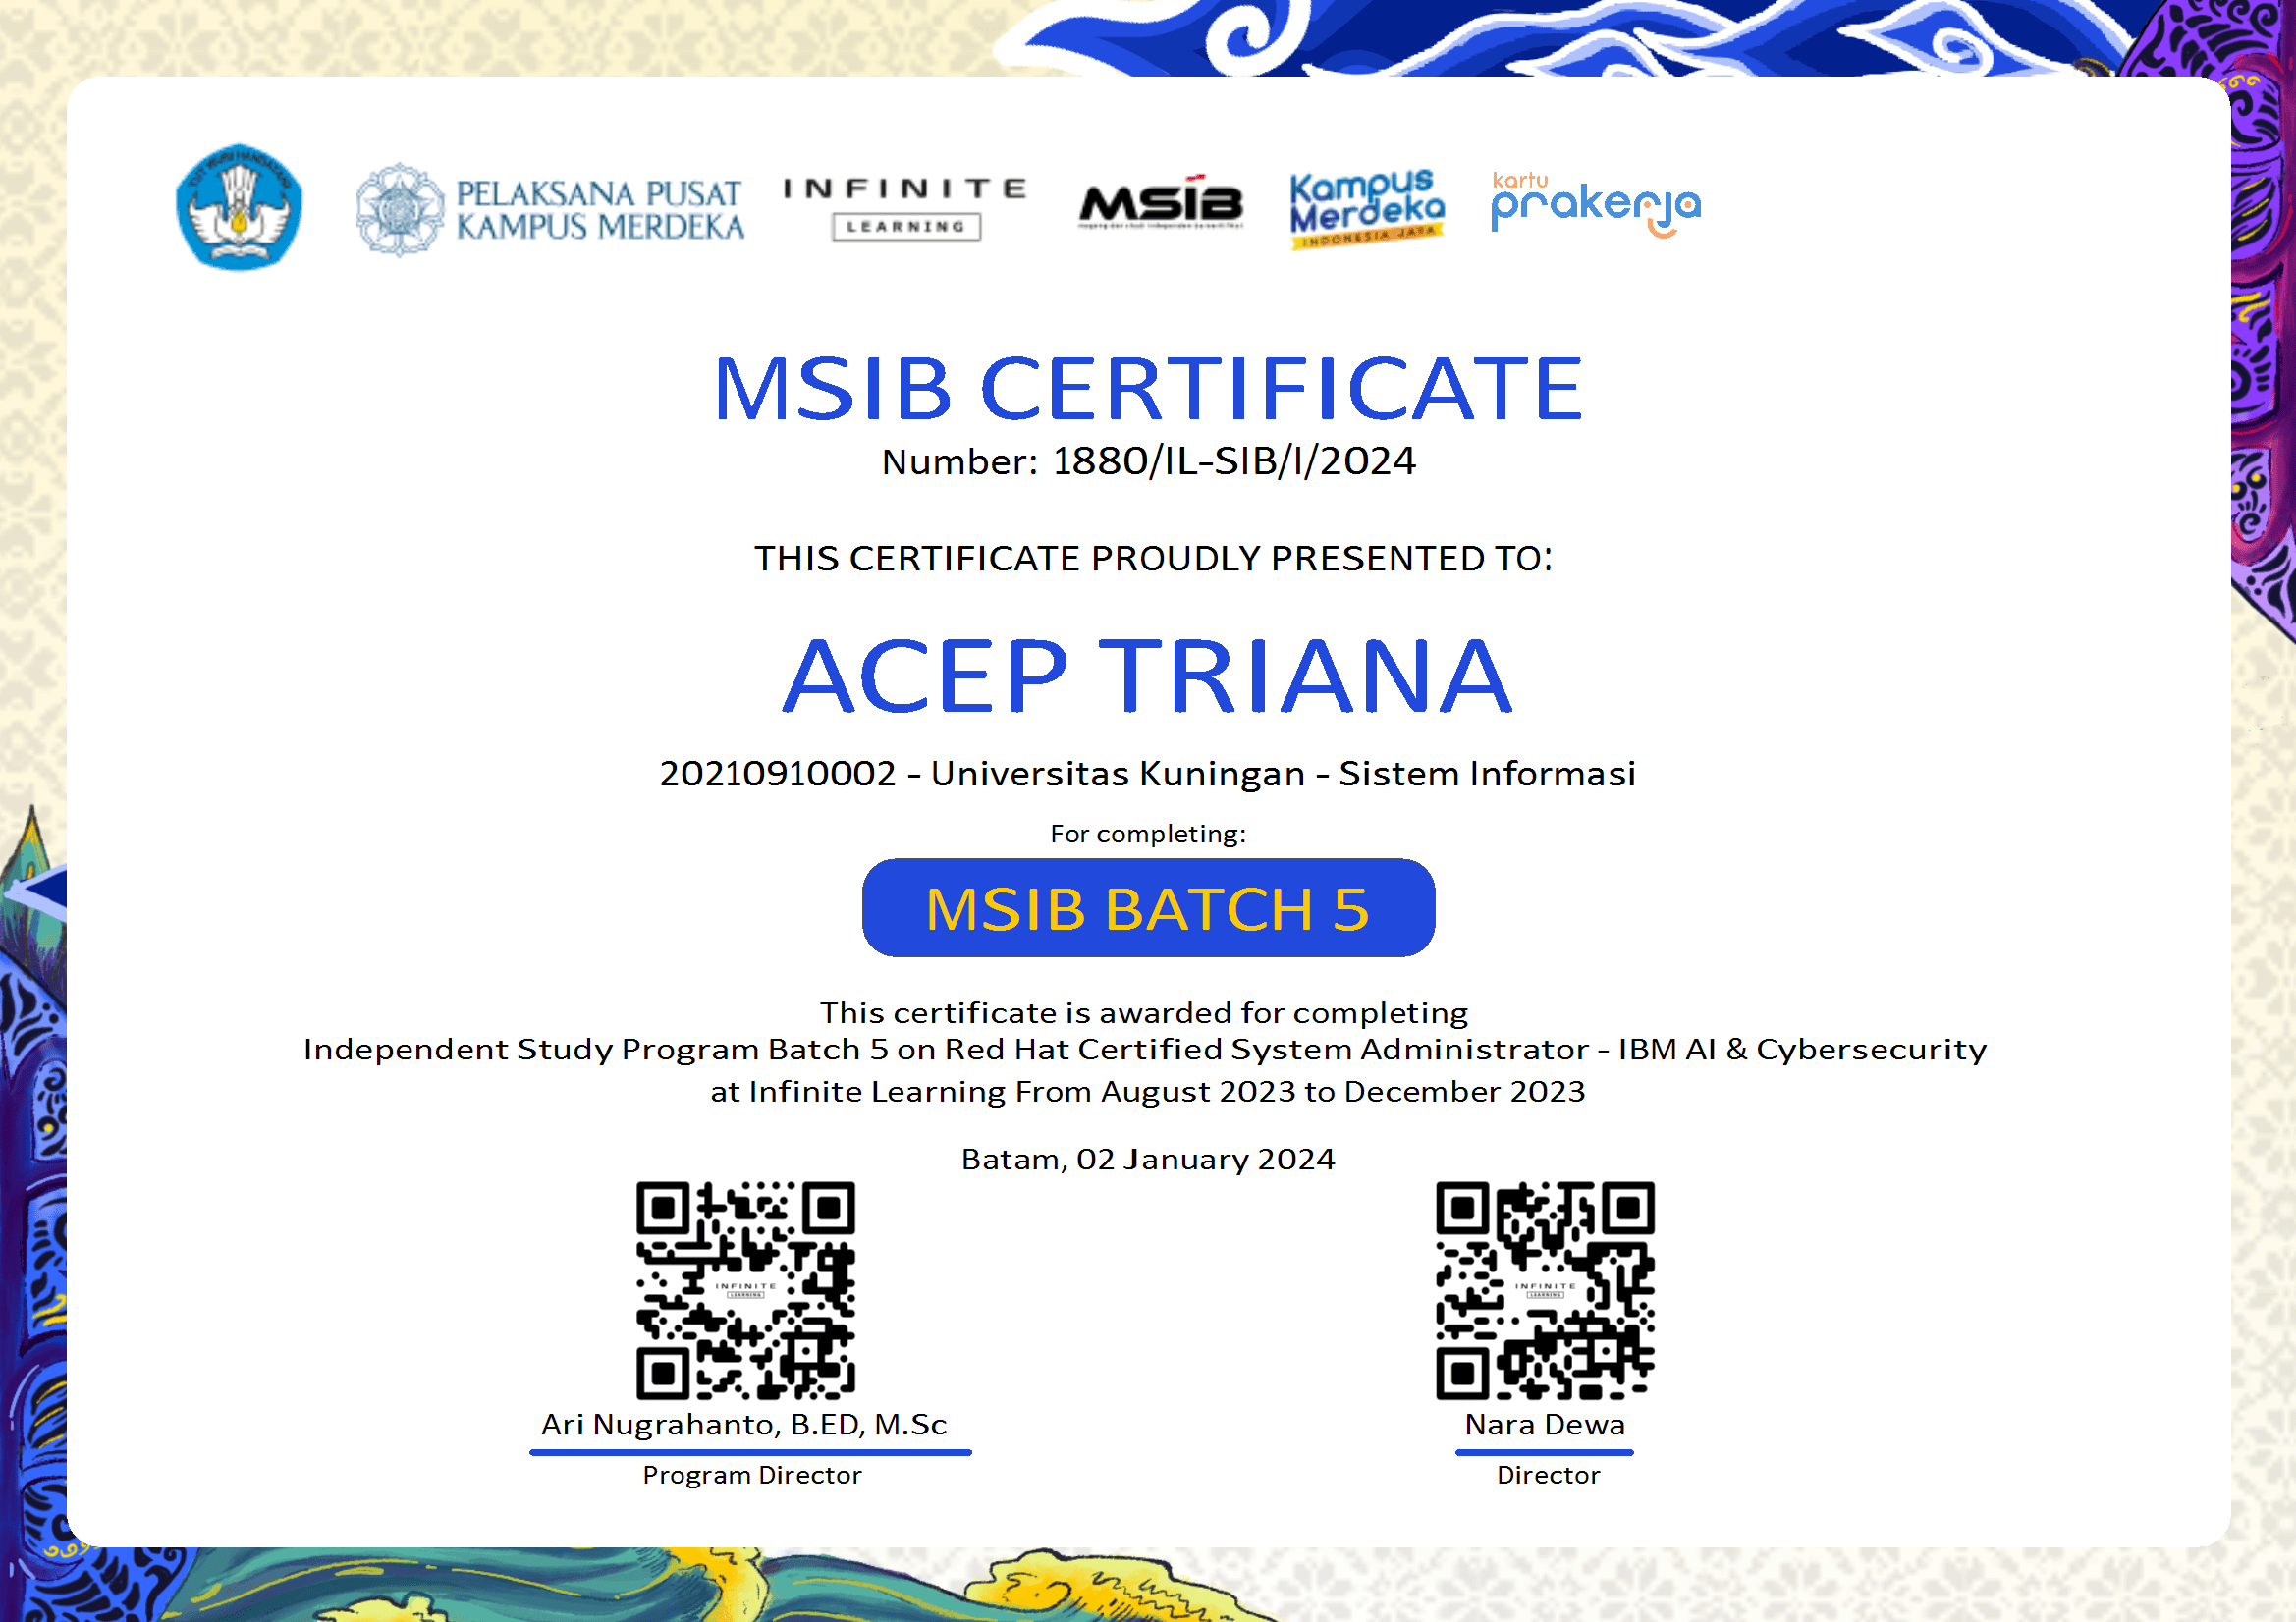 TUT WURI HANDAYANI
PELAKSANA PUSAT
KAMPUS MERDEKA
INFINITE
LEARNING
MSIB
Kampus
Merdeka
INDONESIA JAYA
kartu
prakerja
MSIB CERTIFICATE
Number: 1880/IL-SIB/I/2024
THIS CERTIFICATE PROUDLY PRESENTED TO:
ACEP TRIANA
20210910002 - Universitas Kuningan - Sistem Informasi
For completing:
MSIB BATCH 5
This certificate is awarded for completing
Independent Study Program Batch 5 on Red Hat Certified System Administrator - IBM AI & Cybersecurity
at Infinite Learning From August 2023 to December 2023
Batam, 02 January 2024
INFINITE
LEARNING
INFINITE
LEARNING
Ari Nugrahanto, B.ED, M.Sc
Nara Dewa
Program Director
Director